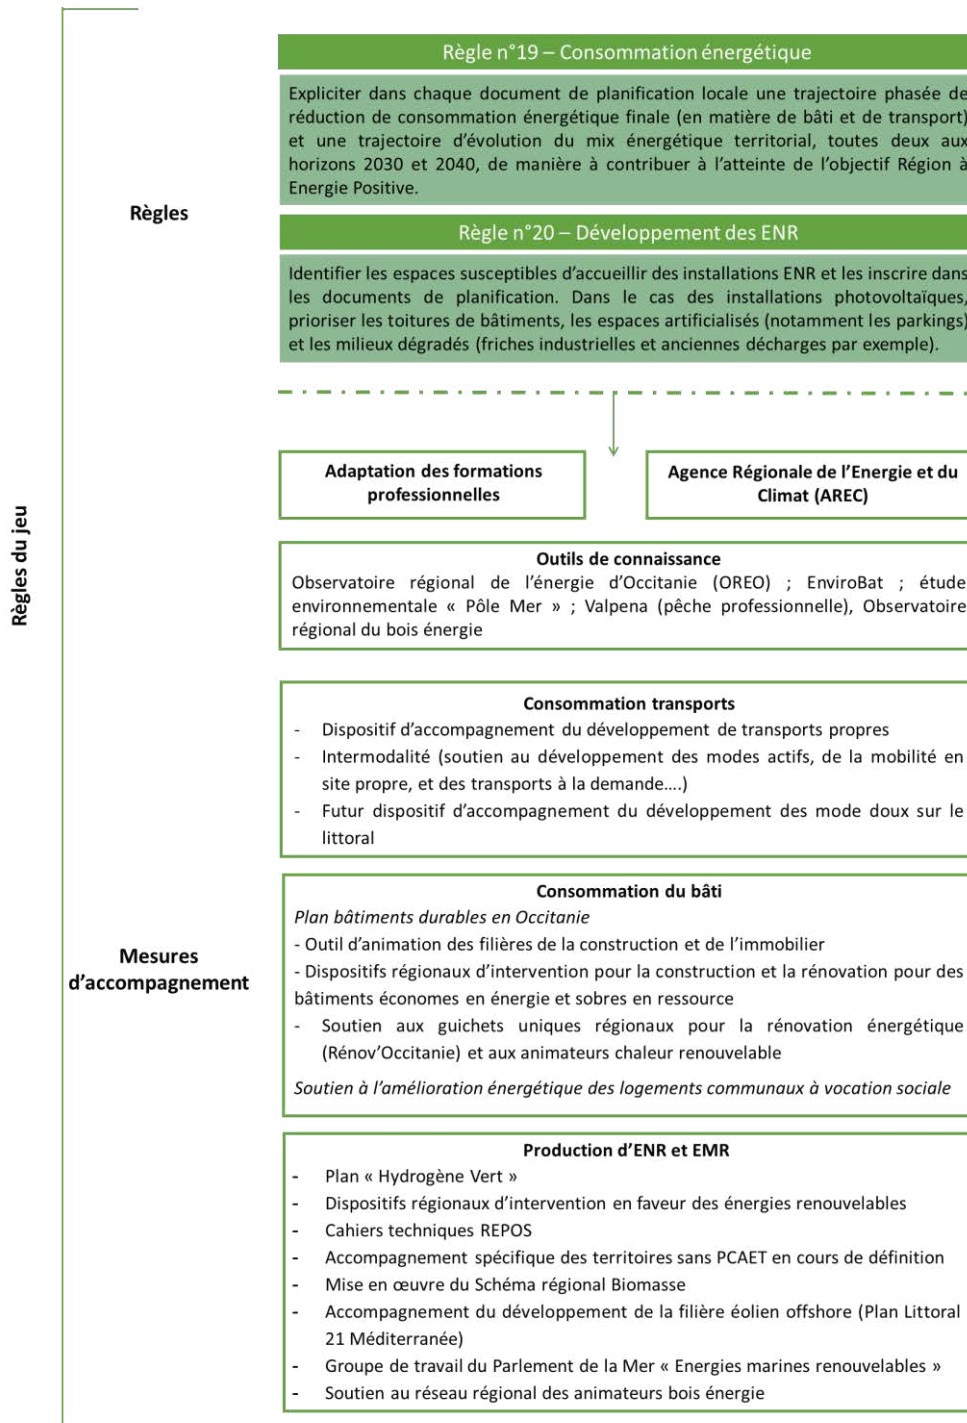 Règles du jeu
Règles
Règle n°19 – Consommation énergétique
Expliciter dans chaque document de planification locale une trajectoire phasée de
réduction de consommation énergétique finale (en matière de bâti et de transport)
et une trajectoire d’évolution du mix énergétique territorial, toutes deux aux
horizons 2030 et 2040, de manière à contribuer à l’atteinte de l’objectif Région à
Energie Positive.
Règle n°20 – Développement des ENR
Identifier les espaces susceptibles d’accueillir des installations ENR et les inscrire dans
les documents de planification. Dans le cas des installations photovoltaïques,
prioriser les toitures de bâtiments, les espaces artificialisés (notamment les parkings)
et les milieux dégradés (friches industrielles et anciennes décharges par exemple).
Mesures
d’accompagnement
Adaptation des formations
professionnelles
Agence Régionale de l’Energie et du
Climat (AREC)
Outils de connaissance
Observatoire régional de l’énergie d’Occitanie (OREO) ; EnviroBat ; étude
environnementale « Pôle Mer » ; Valpena (pêche professionnelle), Observatoire
régional du bois énergie
Consommation transports
- Dispositif d’accompagnement du développement de transports propres
- Intermodalité (soutien au développement des modes actifs, de la mobilité en
site propre, et des transports à la demande….)
- Futur dispositif d’accompagnement du développement des mode doux sur le
littoral
Consommation du bâti
Plan bâtiments durables en Occitanie
- Outil d’animation des filières de la construction et de l’immobilier
- Dispositifs régionaux d’intervention pour la construction et la rénovation pour des
bâtiments économes en énergie et sobres en ressource
- Soutien aux guichets uniques régionaux pour la rénovation énergétique
(Rénov’Occitanie) et aux animateurs chaleur renouvelable
Soutien à l’amélioration énergétique des logements communaux à vocation sociale
Production d’ENR et EMR
- Plan « Hydrogène Vert »
- Dispositifs régionaux d’intervention en faveur des énergies renouvelables
- Cahiers techniques REPOS
- Accompagnement spécifique des territoires sans PCAET en cours de définition
- Mise en œuvre du Schéma régional Biomasse
- Accompagnement du développement de la filière éolien offshore (Plan Littoral
21 Méditerranée)
- Groupe de travail du Parlement de la Mer « Energies marines renouvelables »
- Soutien au réseau régional des animateurs bois énergie